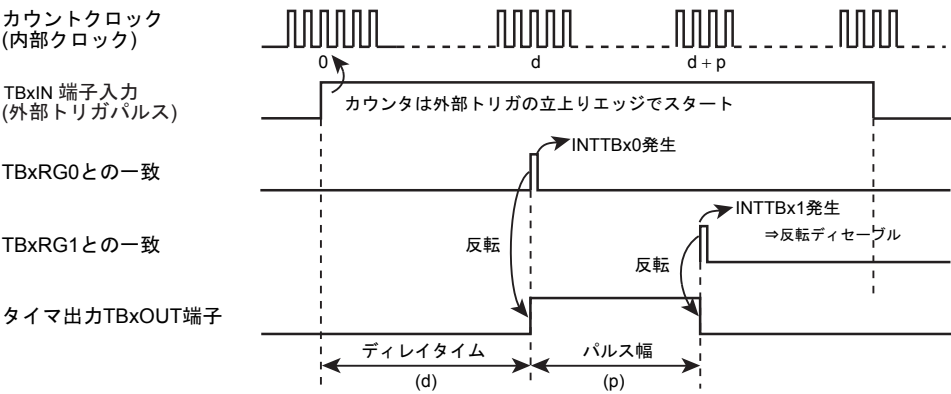 カウントクロック
(内部クロック)
0
d
d + p
TBxIN 端子入力
(外部トリガパルス)
カウンタは外部トリガの立上りエッジでスタート
INTTBx0発生
TBxRG0との一致
INTTBx1発生
TBxRG1との一致
反転
⇒反転ディセーブル
反転
タイマ出力TBxOUT端子
ディレイタイム
パルス幅
(d)
(p)